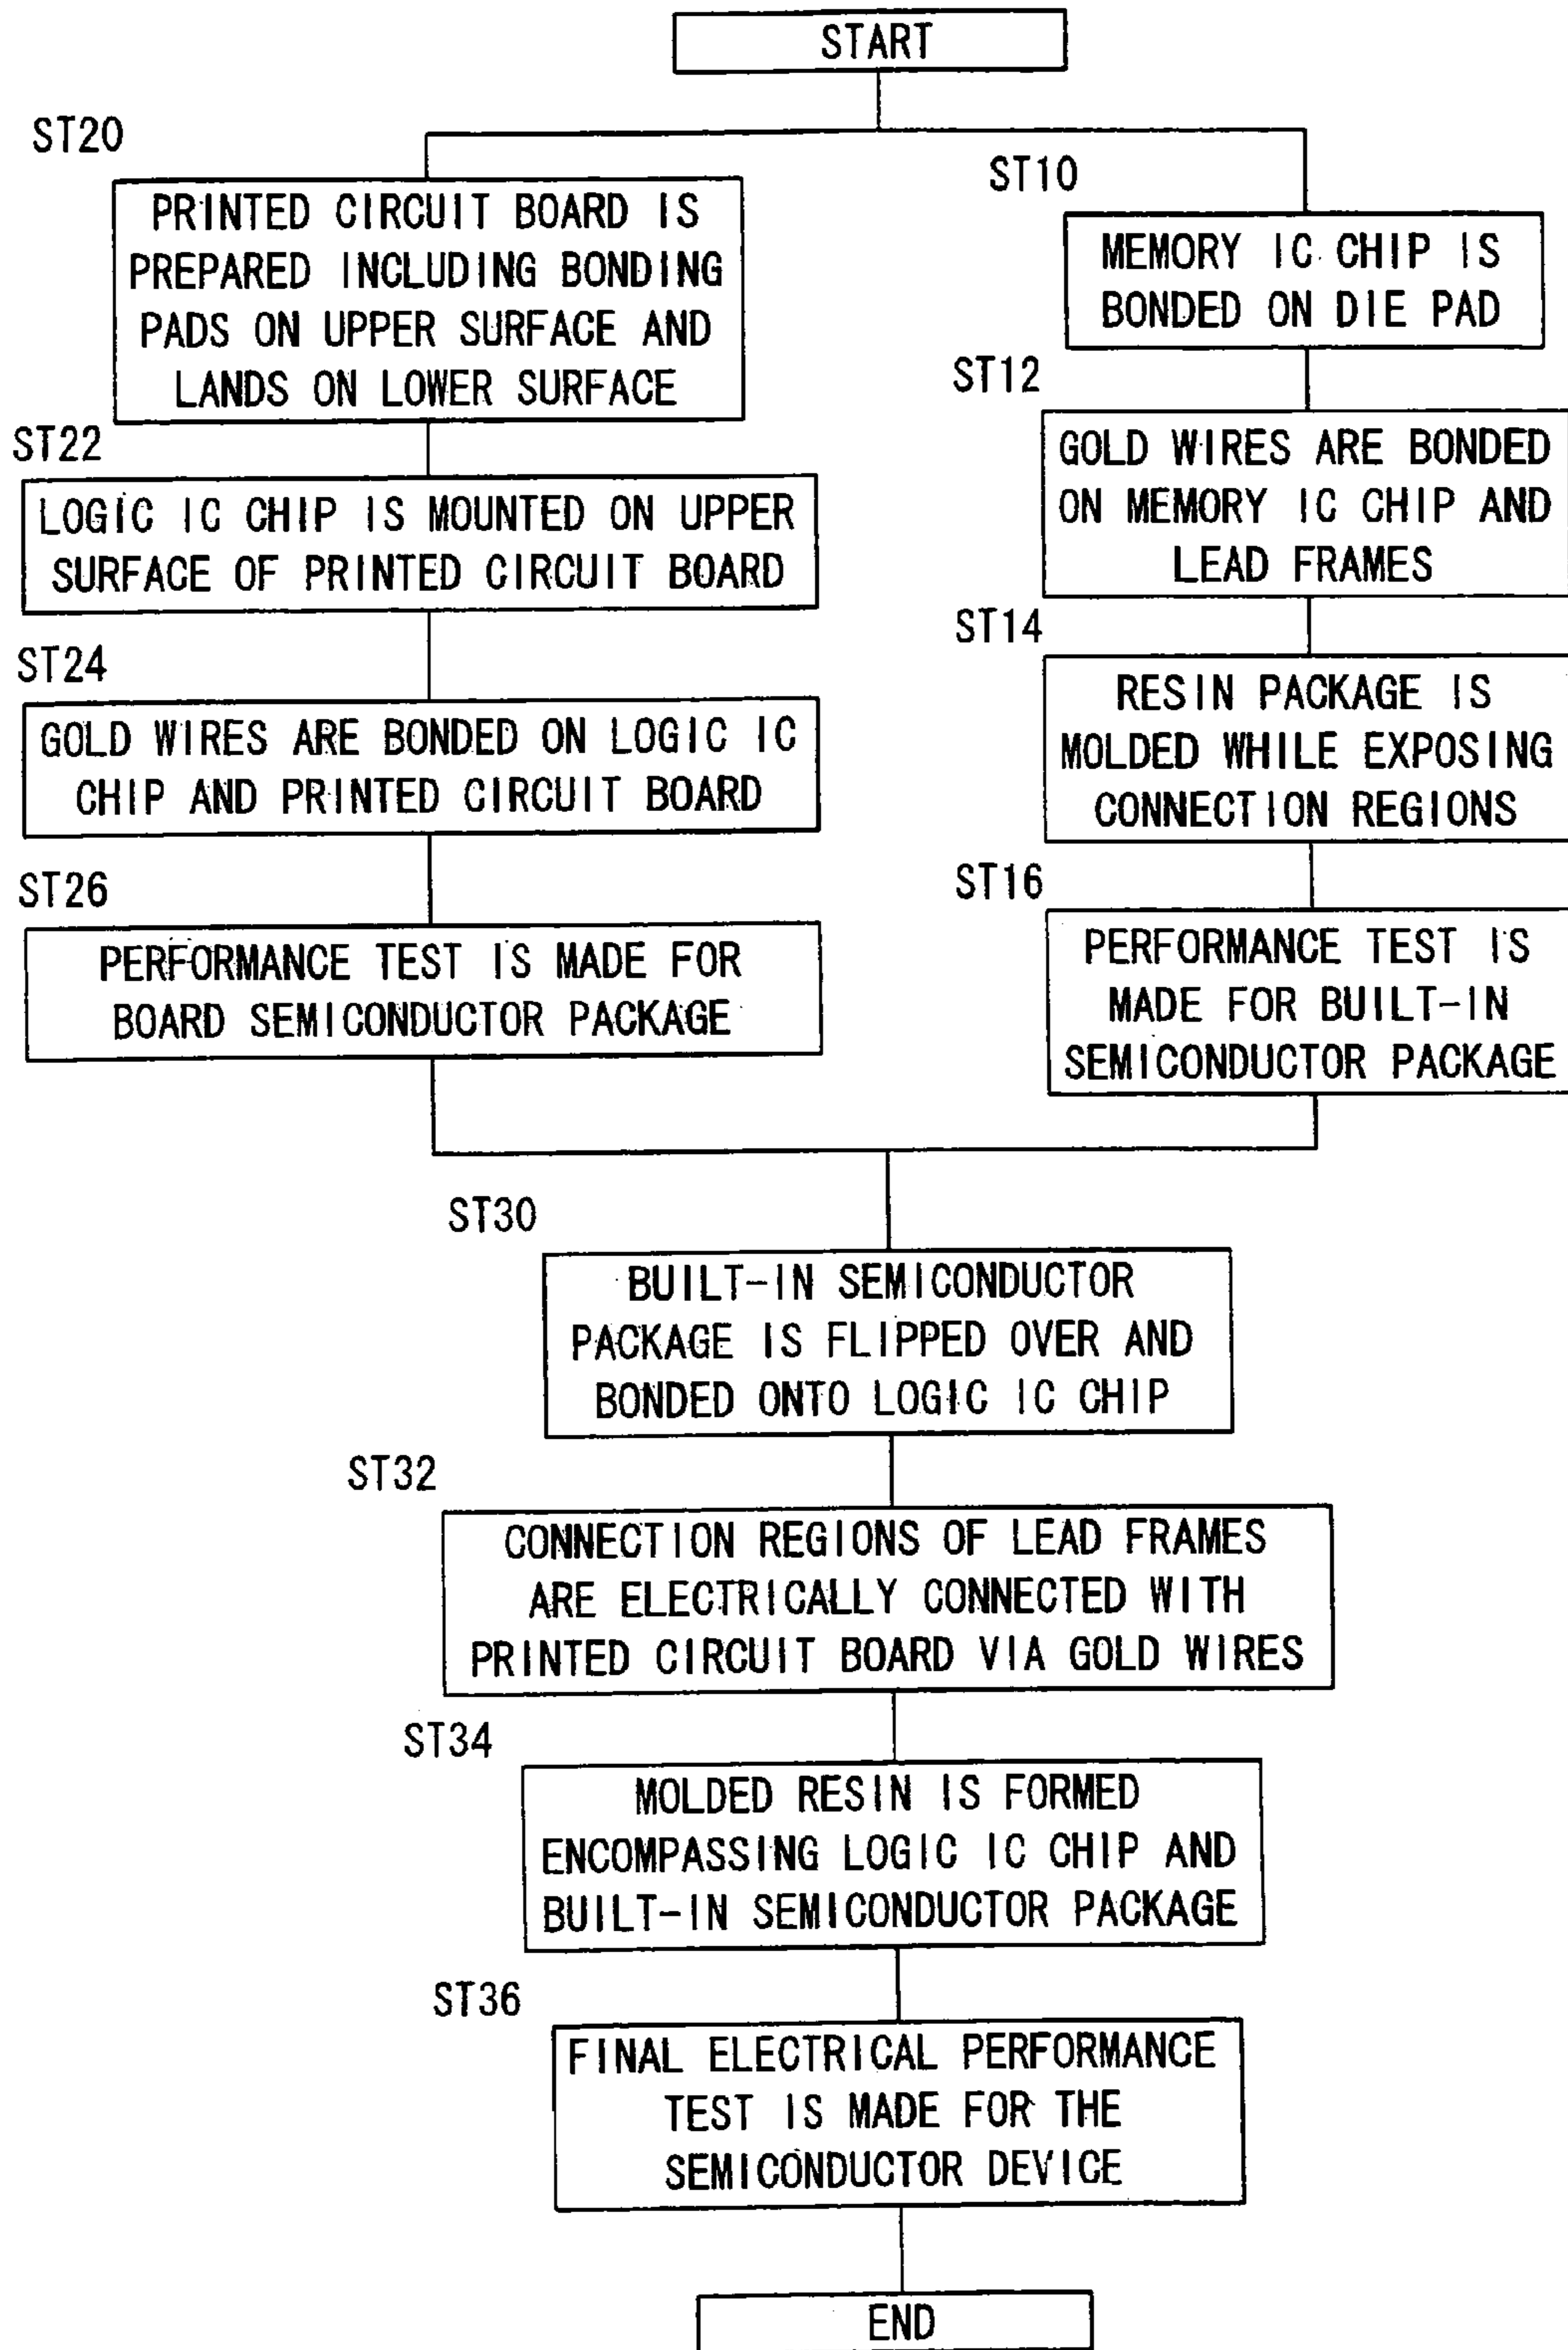 START
ST20
PRINTED CIRCUIT BOARD IS
PREPARED INCLUDING BONDING
PADS ON UPPER SURFACE AND
LANDS ON LOWER SURFACE
ST22
LOGIC IC CHIP IS MOUNTED ON UPPER
SURFACE OF PRINTED CIRCUIT BOARD
ST24
GOLD WIRES ARE BONDED ON LOGIC IC
CHIP AND PRINTED CIRCUIT BOARD
ST26
PERFORMANCE TEST IS MADE FOR
BOARD SEMICONDUCTOR PACKAGE
ST10
MEMORY IC CHIP IS
BONDED ON DIE PAD
ST12
GOLD WIRES ARE BONDED
ON MEMORY IC CHIP AND
LEAD FRAMES
ST14
RESIN PACKAGE IS
MOLDED WHILE EXPOSING
CONNECTION REGIONS
ST16
PERFORMANCE TEST IS
MADE FOR BUILT-IN
SEMICONDUCTOR PACKAGE
ST30
BUILT-IN SEMICONDUCTOR
PACKAGE IS FLIPPED OVER AND
BONDED ONTO LOGIC IC CHIP
ST32
CONNECTION REGIONS OF LEAD FRAMES
ARE ELECTRICALLY CONNECTED WITH
PRINTED CIRCUIT BOARD VIA GOLD WIRES
ST34
MOLDED RESIN IS FORMED
ENCOMPASSING LOGIC IC CHIP AND
BUILT-IN SEMICONDUCTOR PACKAGE
ST36
FINAL ELECTRICAL PERFORMANCE
TEST IS MADE FOR THE
SEMICONDUCTOR DEVICE
END